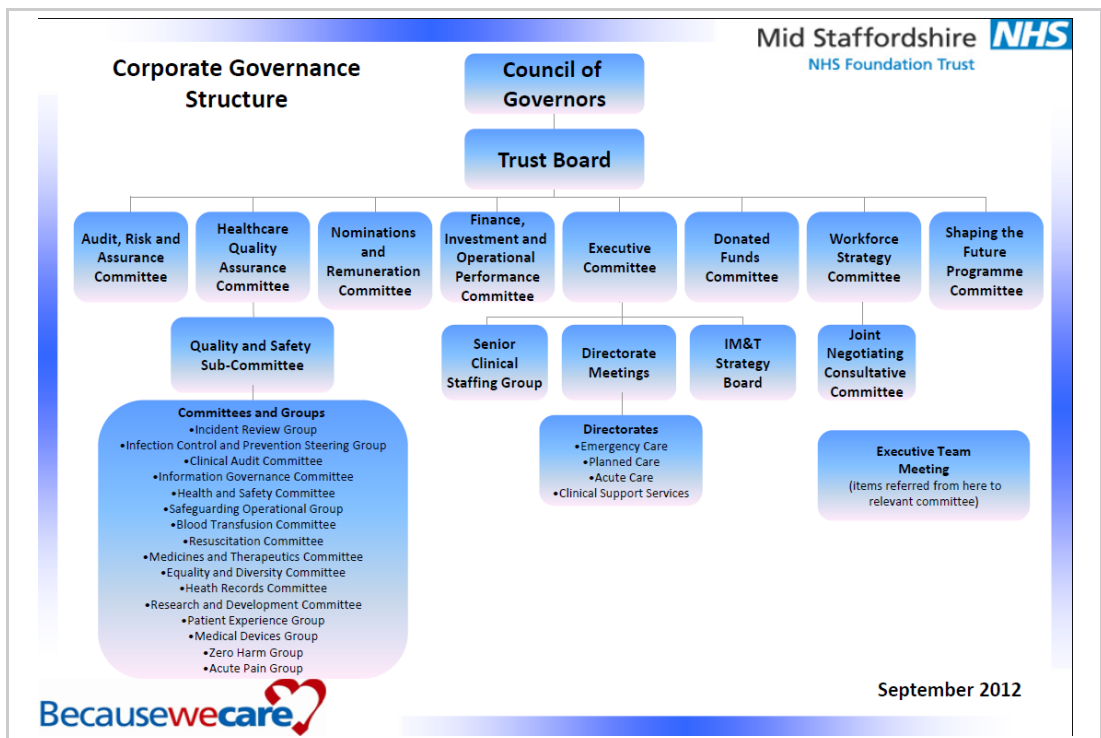 Corporate Governance
Structure
Mid Staffordshire NHS
NHS Foundation Trust
Council of
Governors
Trust Board
Audit, Risk and
Assurance
Committee
Healthcare
Quality
Assurance
Committee
Nominations
and
Remuneration
Committee
Finance,
Investment and
Operational
Performance
Committee
Executive
Committee
Donated
Funds
Committee
Workforce
Strategy
Committee
Shaping the
Future
Programme
Committee
Quality and Safety
Sub-Committee
Senior
Clinical
Staffing Group
Directorate
Meetings
IM&T
Strategy
Board
Joint
Negotiating
Consultative
Committee
Committees and Groups
•Incident Review Group
•Infection Control and Prevention Steering Group
•Clinical Audit Committee
•Information Governance Committee
•Health and Safety Committee
•Safeguarding Operational Group
•Blood Transfusion Committee
•Resuscitation Committee
•Medicines and Therapeutics Committee
•Equality and Diversity Committee
•Heath Records Committee
•Research and Development Committee
•Patient Experience Group
•Medical Devices Group
•Zero Harm Group
•Acute Pain Group
Directorates
•Emergency Care
•Planned Care
•Acute Care
•Clinical Support Services
Executive Team
Meeting
(items referred from here to
relevant committee)
September 2012
Becausewecare